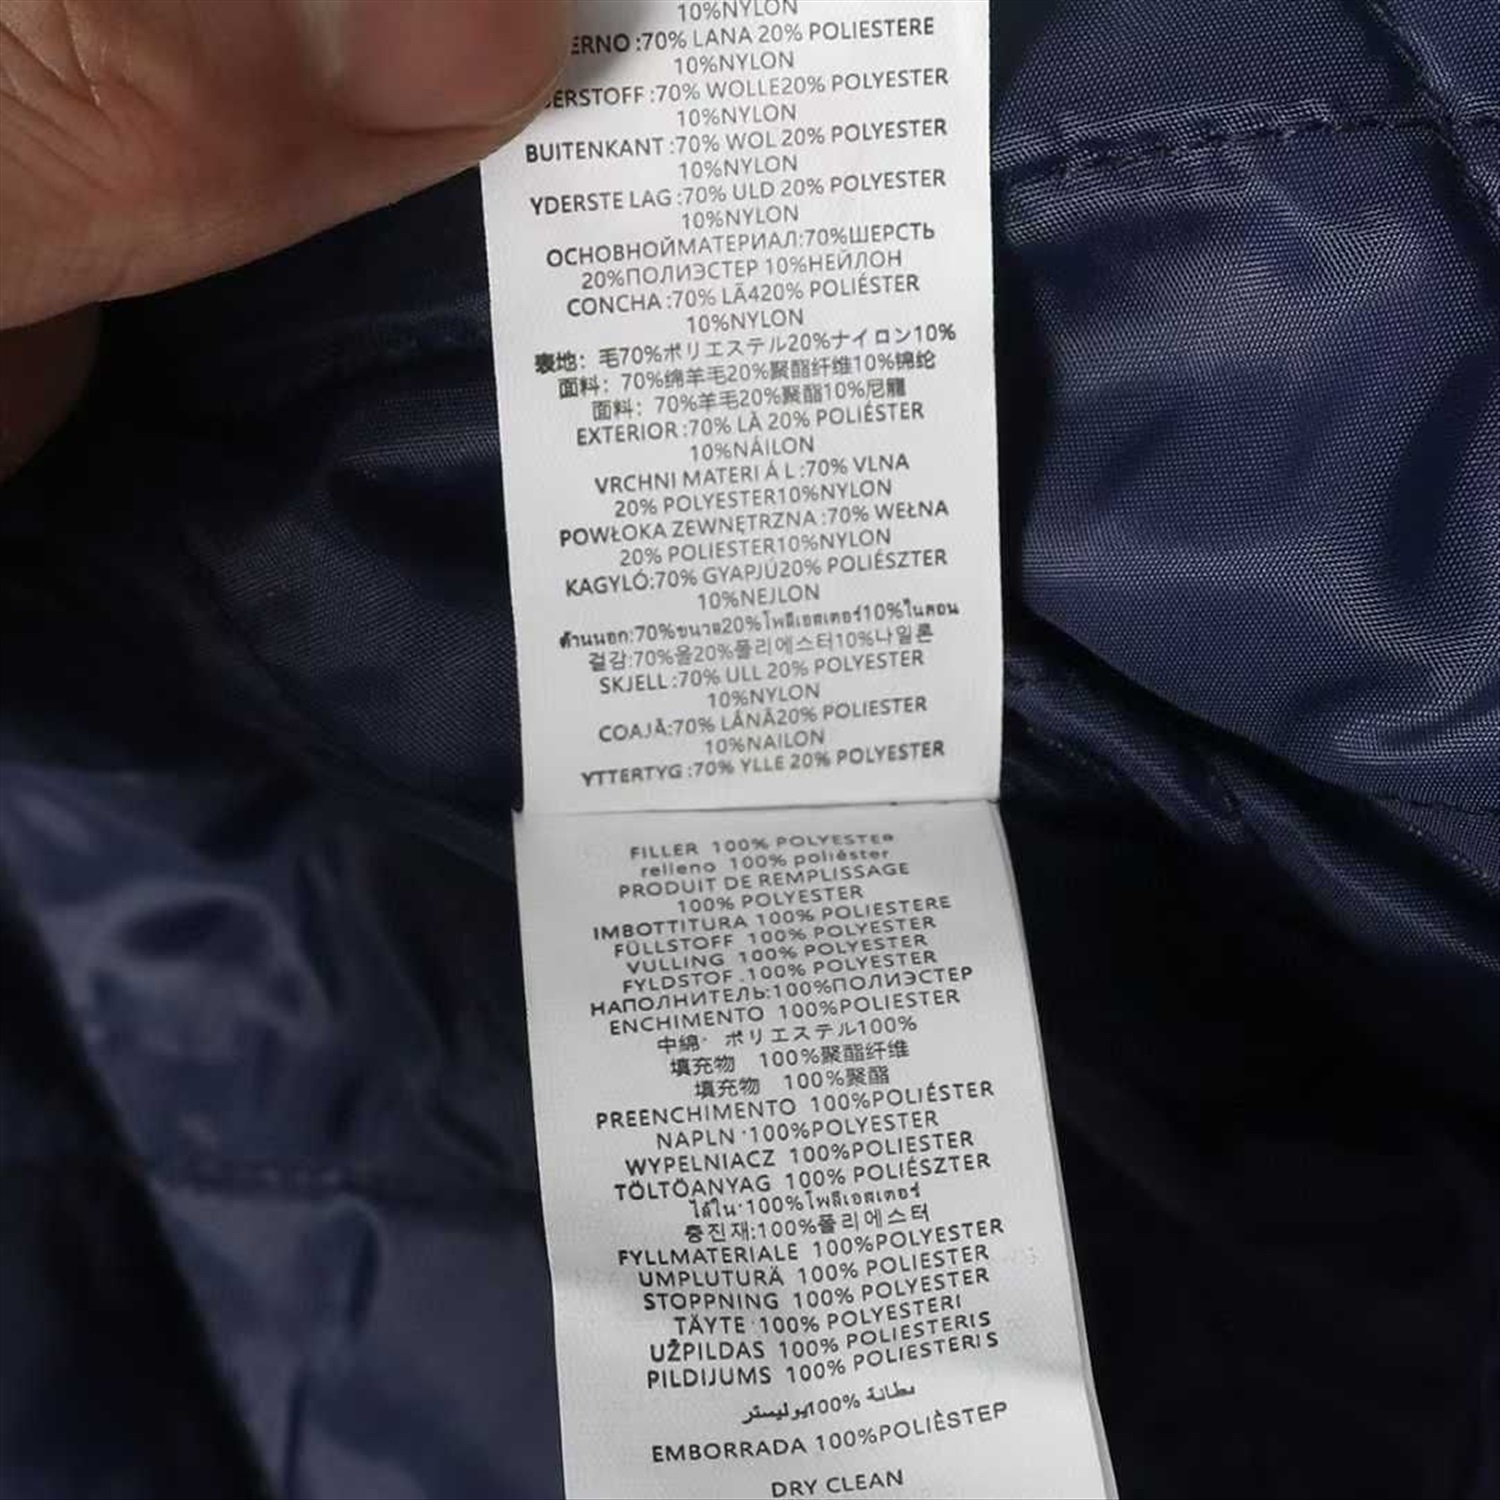 10%NYLON
ERNO :70% LANA 20% POLIESTERE
10%NYLON
ERSTOFF :70% WOLLE20% POLYESTER
10%NYLON
BUITENKANT :70% WOL 20% POLYESTER
10%NYLON
YDERSTE LAG :70% ULD 20% POLYESTER
10%NYLON
ОСНОВНОЙМАТЕРИАЛ:70%ШЕРСТЬ
20%ПОЛИЭСТЕР 10%НЕЙЛОН
CONCHA :70% LÃ420% POLIÉSTER
10%NYLON
表地: 毛70%ポリエステル20%ナイロン10%
面料: 70%绵羊毛20%聚酯纤维10%锦纶
面料: 70%羊毛20%聚酯10%尼龍
EXTERIOR :70% LÀ 20% POLIÉSTER
10%NÁILON
VRCHNI MATERI Á L :70% VLNA
20% POLYESTER10%NYLON
POWŁOKA ZEWNĘTRZNA :70% WEŁNA
20% POLIESTER10%NYLON
KAGYLÓ:70% GYAPJÚ20% POLIÉSZTER
10%NEJLON
ด้านนอก:70%ขนวล20%โพลีเอสเตอร์10%ไนลอน
겉감:70%울20%폴리에스터10%나일론
SKJELL :70% ULL 20% POLYESTER
10%NYLON
COAJĂ:70% LÂNĂ20% POLIESTER
10%NAILON
YTTERTYG :70% YLLE 20% POLYESTER
FILLER 100% POLYESTER
relleno 100% poliéster
PRODUIT DE REMPLISSAGE
100% POLYESTER
IMBOTTITURA 100% POLIESTERE
FÜLLSTOFF 100% POLYESTER
VULLING 100% POLYESTER
FYLDSTOF .100% POLYESTER
НАПОЛНИТЕЛЬ:100%ПОЛИЭСТЕР
ENCHIMENTO 100%POLIESTER
中綿· ポリエステル100%
填充物 100%聚酯纤维
填充物 100%聚酯
PREENCHIMENTO 100%POLIÉSTER
NAPLN ·100%POLYESTER
WYPELNIACZ 100%POLIESTER
TÖLTÖANYAG 100% POLIÉSZTER
ไส้ใน·100%โพลีเอสเตอร์
충진재:100%폴리에스터
FYLLMATERIALE 100%POLYESTER
UMPLUTURĂ 100% POLIESTER
STOPPNING 100% POLYESTER
TÄYTE ·100% POLYESTERI
UŽPILDAS 100% POLIESTERIS
PILDIJUMS 100% POLIESTERI S
بطانة 100%بوليستر
EMBORRADA 100%POLIÈSTEP
DRY CLEAN